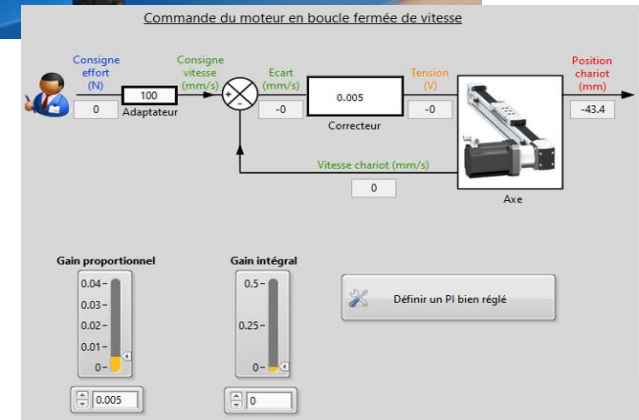 Commande du moteur en boucle fermée de vitesse
Consigne
effort
(N)
0
100
Adaptateur
Consigne
vitesse
(mm/s)
+
-
Ecart
(mm/s)
-0
0.005
Correcteur
Tension
(V)
-0
Axe
Position
chariot
(mm)
-43.4
Vitesse chariot (mm/s)
0
Gain proportionnel
0.04
0.03
0.02
0.01
0
0.005
Gain intégral
0.5
0.25
0
0
Définir un PI bien réglé